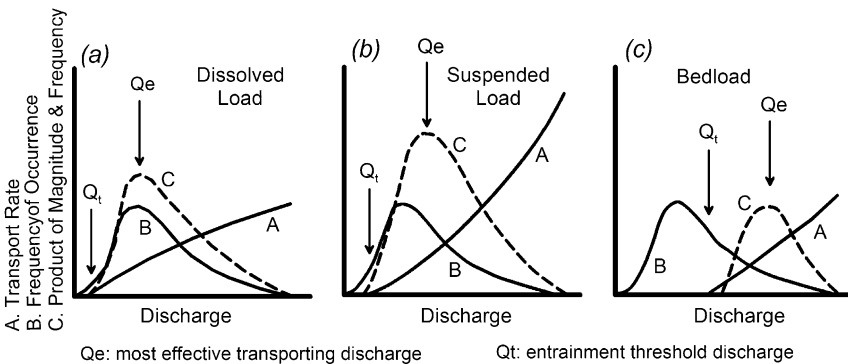 A. Transport Rate
B. Frequencyof Occurrence
C. Product of Magnitude & Frequency
(a)
Dissolved
Load
Qe
Qt
C
B
A
Discharge
(b)
Qe
Suspended
Load
Qt
C
A
B
Discharge
(c)
Bedload
Qe
Qt
C
A
B
Discharge
Qe: most effective transporting discharge
Qt: entrainment threshold discharge